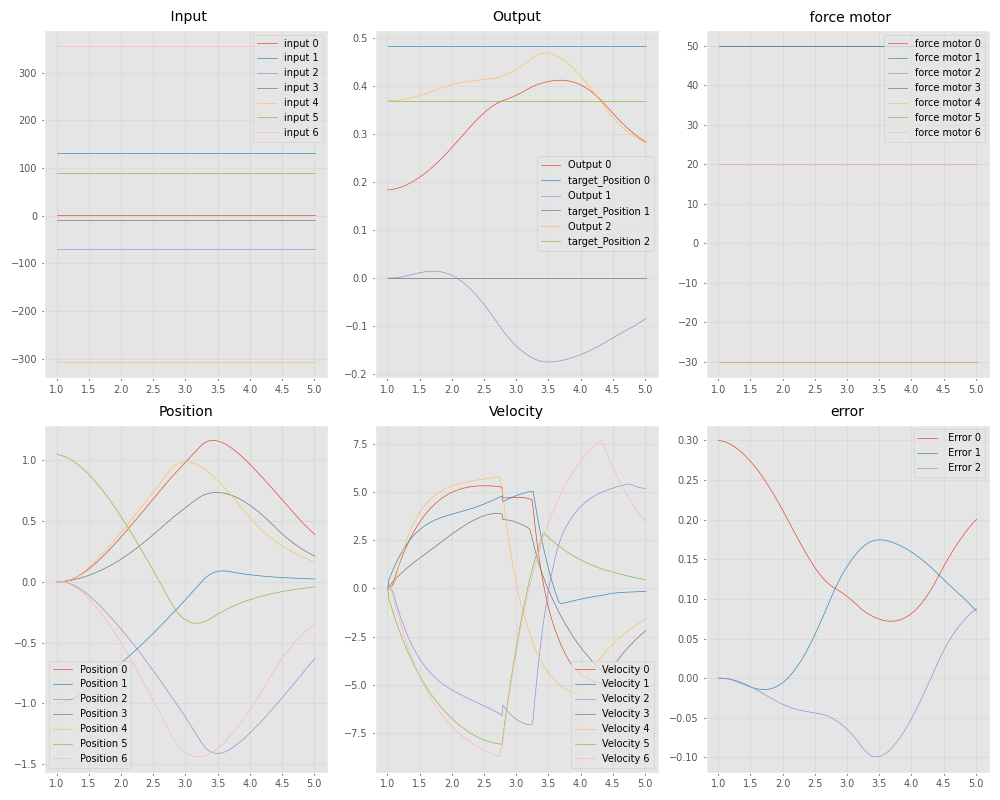 Input
input 0
input 1
input 2
input 3
input 4
input 5
input 6
300
200
100
0
−100
−200
−300
1.0 1.5 2.0 2.5 3.0 3.5 4.0 4.5 5.0
Output
Output 0
target_Position 0
Output 1
target_Position 1
Output 2
target_Position 2
0.5
0.4
0.3
0.2
0.1
0.0
−0.1
−0.2
1.0 1.5 2.0 2.5 3.0 3.5 4.0 4.5 5.0
force motor
force motor 0
force motor 1
force motor 2
force motor 3
force motor 4
force motor 5
force motor 6
50
40
30
20
10
0
−10
−20
−30
1.0 1.5 2.0 2.5 3.0 3.5 4.0 4.5 5.0
Position
1.0
0.5
0.0
−0.5
−1.0
−1.5
Position 0
Position 1
Position 2
Position 3
Position 4
Position 5
Position 6
1.0 1.5 2.0 2.5 3.0 3.5 4.0 4.5 5.0
Velocity
7.5
5.0
2.5
0.0
−2.5
−5.0
−7.5
Velocity 0
Velocity 1
Velocity 2
Velocity 3
Velocity 4
Velocity 5
Velocity 6
1.0 1.5 2.0 2.5 3.0 3.5 4.0 4.5 5.0
error
Error 0
Error 1
Error 2
0.30
0.25
0.20
0.15
0.10
0.05
0.00
−0.05
−0.10
1.0 1.5 2.0 2.5 3.0 3.5 4.0 4.5 5.0